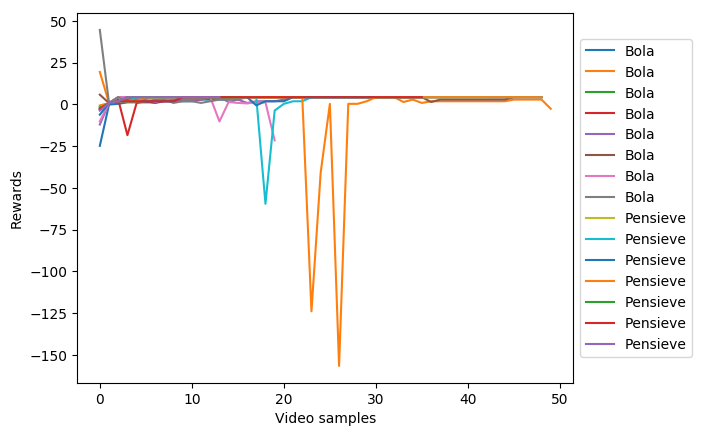 50
25
0
−25
−50
−75
−100
−125
−150
Rewards
0
10
20
30
40
50
Video samples
Bola
Bola
Bola
Bola
Bola
Bola
Bola
Bola
Pensieve
Pensieve
Pensieve
Pensieve
Pensieve
Pensieve
Pensieve